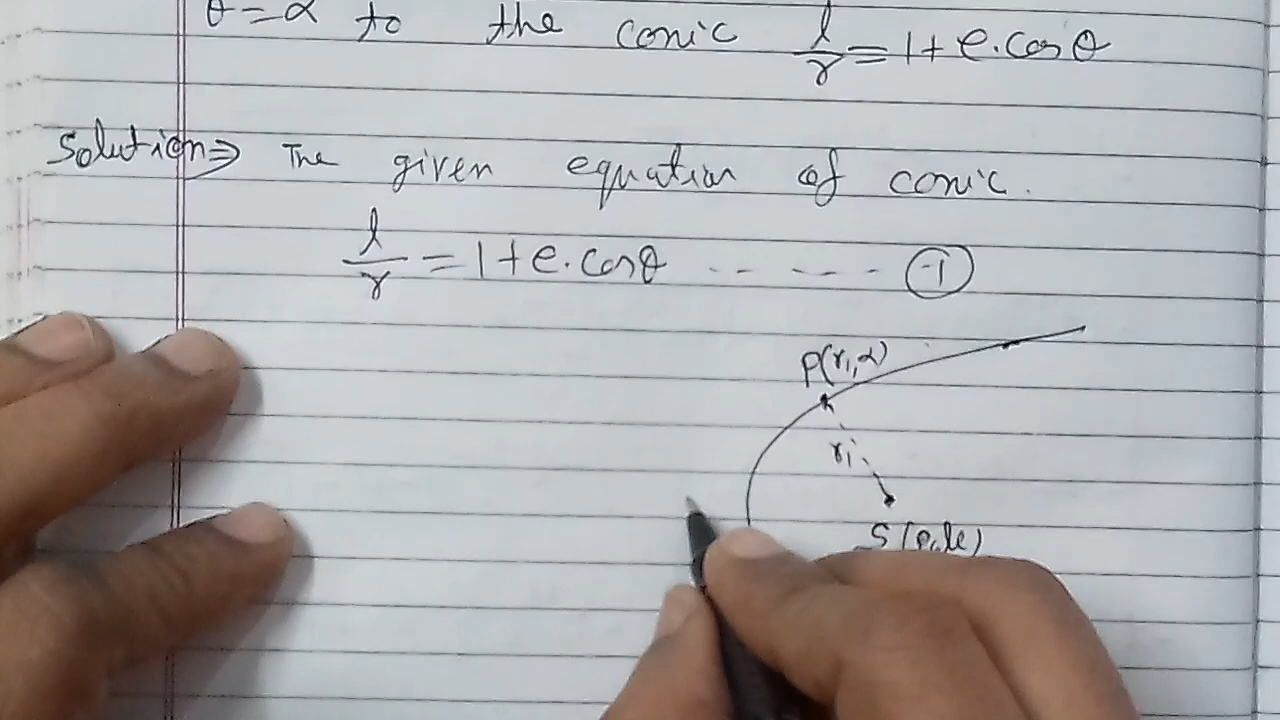 θ=α to the conic l/r = 1+e.cosθ
Solution⇒ The given equation of conic.
l/r = 1+e.cosθ ------ ①
P(r1,α)
r1
S(Pole)